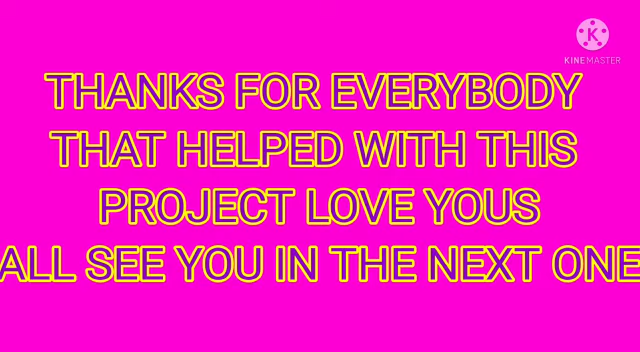 KINEMASTER
THANKS FOR EVERYBODY
THAT HELPED WITH THIS
PROJECT LOVE YOUS
ALL SEE YOU IN THE NEXT ONE